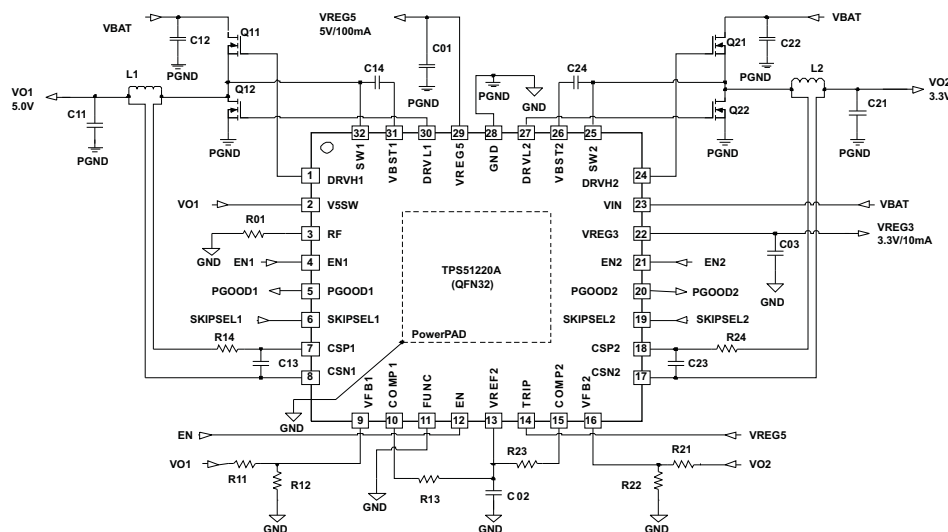 VBAT
C12
PGND
Q11
VREG5
5V/100mA
C01
PGND
C14
PGND
GND
C24
Q21
VBAT
C22
PGND
L1
VO1
5.0V
C11
PGND
Q12
PGND
L2
VO2
3.3V
C21
PGND
Q22
PGND
32
31
30
29
28
27
26
25
SW1
VBST1
DRVL1
VREG5
GND
DRVL2
VBST2
SW2
1
DRVH1
DRVH2
24
VO1
2
V5SW
VIN
23
VBAT
R01
GND
3
RF
VREG3
22
VREG3
3.3V/10mA
C03
GND
EN1
4
EN1
EN2
21
EN2
TPS51220A
(QFN32)
PGOOD1
5
PGOOD1
PGOOD2
20
PGOOD2
SKIPSEL1
6
SKIPSEL1
SKIPSEL2
19
SKIPSEL2
PowerPAD
R14
7
CSP1
CSP2
18
R24
C13
8
CSN1
CSN2
17
C23
VFB1
COMP1
FUNC
EN
VREF2
TRIP
COMP2
VFB2
GND
9
10
11
12
13
14
15
16
EN
VREG5
VO1
R11
R12
GND
GND
R13
R23
C02
GND
R21
VO2
R22
GND